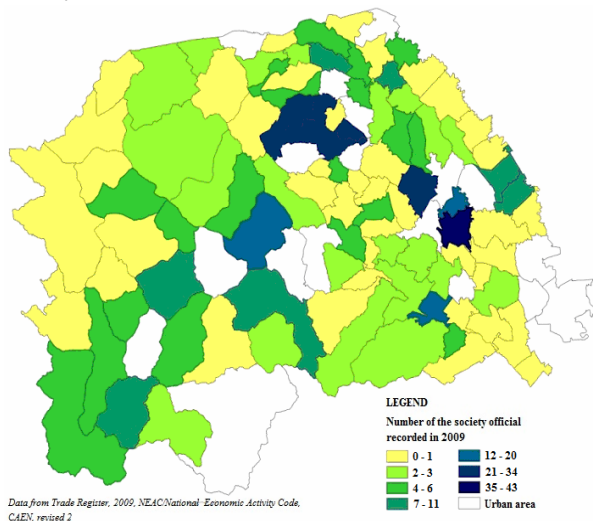 LEGEND
Number of the society official
recorded in 2009
0 - 1
2 - 3
4 - 6
7 - 11
12 - 20
21 - 34
35 - 43
Urban area
Data from Trade Register, 2009, NEAC/National Economic Activity Code,
CAEN, revised 2